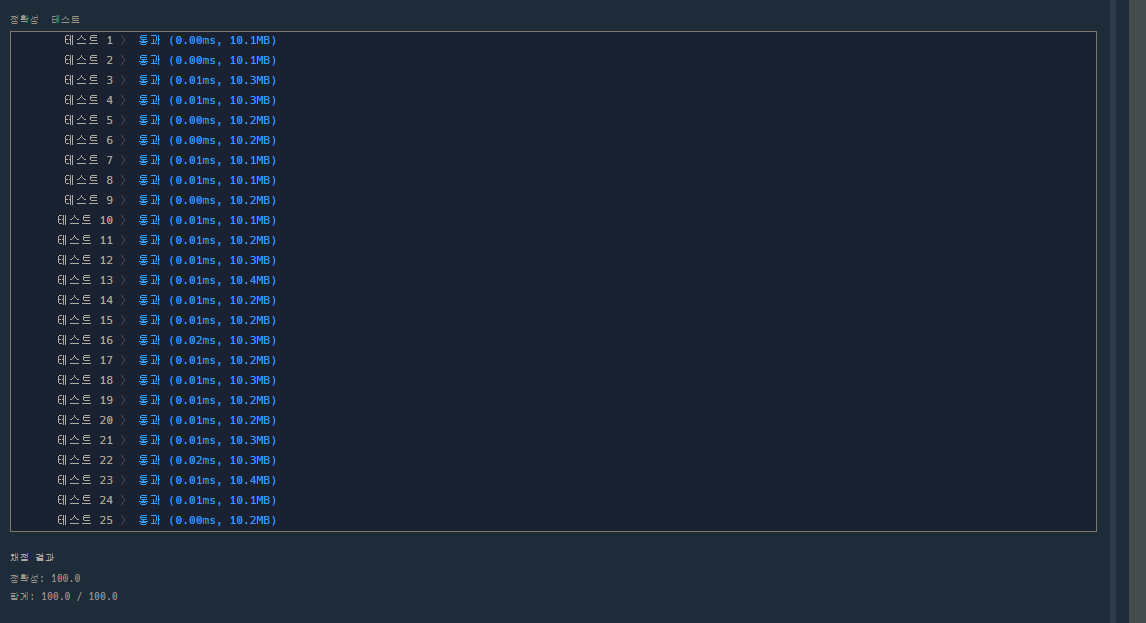 정확성 테스트
테스트 1 〉 통과 (0.00ms, 10.1MB)
테스트 2 〉 통과 (0.00ms, 10.1MB)
테스트 3 〉 통과 (0.01ms, 10.3MB)
테스트 4 〉 통과 (0.01ms, 10.3MB)
테스트 5 〉 통과 (0.00ms, 10.2MB)
테스트 6 〉 통과 (0.00ms, 10.2MB)
테스트 7 〉 통과 (0.01ms, 10.1MB)
테스트 8 〉 통과 (0.01ms, 10.1MB)
테스트 9 〉 통과 (0.00ms, 10.2MB)
테스트 10 〉 통과 (0.01ms, 10.1MB)
테스트 11 〉 통과 (0.01ms, 10.2MB)
테스트 12 〉 통과 (0.01ms, 10.3MB)
테스트 13 〉 통과 (0.01ms, 10.4MB)
테스트 14 〉 통과 (0.01ms, 10.2MB)
테스트 15 〉 통과 (0.01ms, 10.2MB)
테스트 16 〉 통과 (0.02ms, 10.3MB)
테스트 17 〉 통과 (0.01ms, 10.2MB)
테스트 18 〉 통과 (0.01ms, 10.3MB)
테스트 19 〉 통과 (0.01ms, 10.2MB)
테스트 20 〉 통과 (0.01ms, 10.2MB)
테스트 21 〉 통과 (0.01ms, 10.3MB)
테스트 22 〉 통과 (0.02ms, 10.3MB)
테스트 23 〉 통과 (0.01ms, 10.4MB)
테스트 24 〉 통과 (0.01ms, 10.1MB)
테스트 25 〉 통과 (0.00ms, 10.2MB)
채점 결과
정확성: 100.0
합계: 100.0 / 100.0